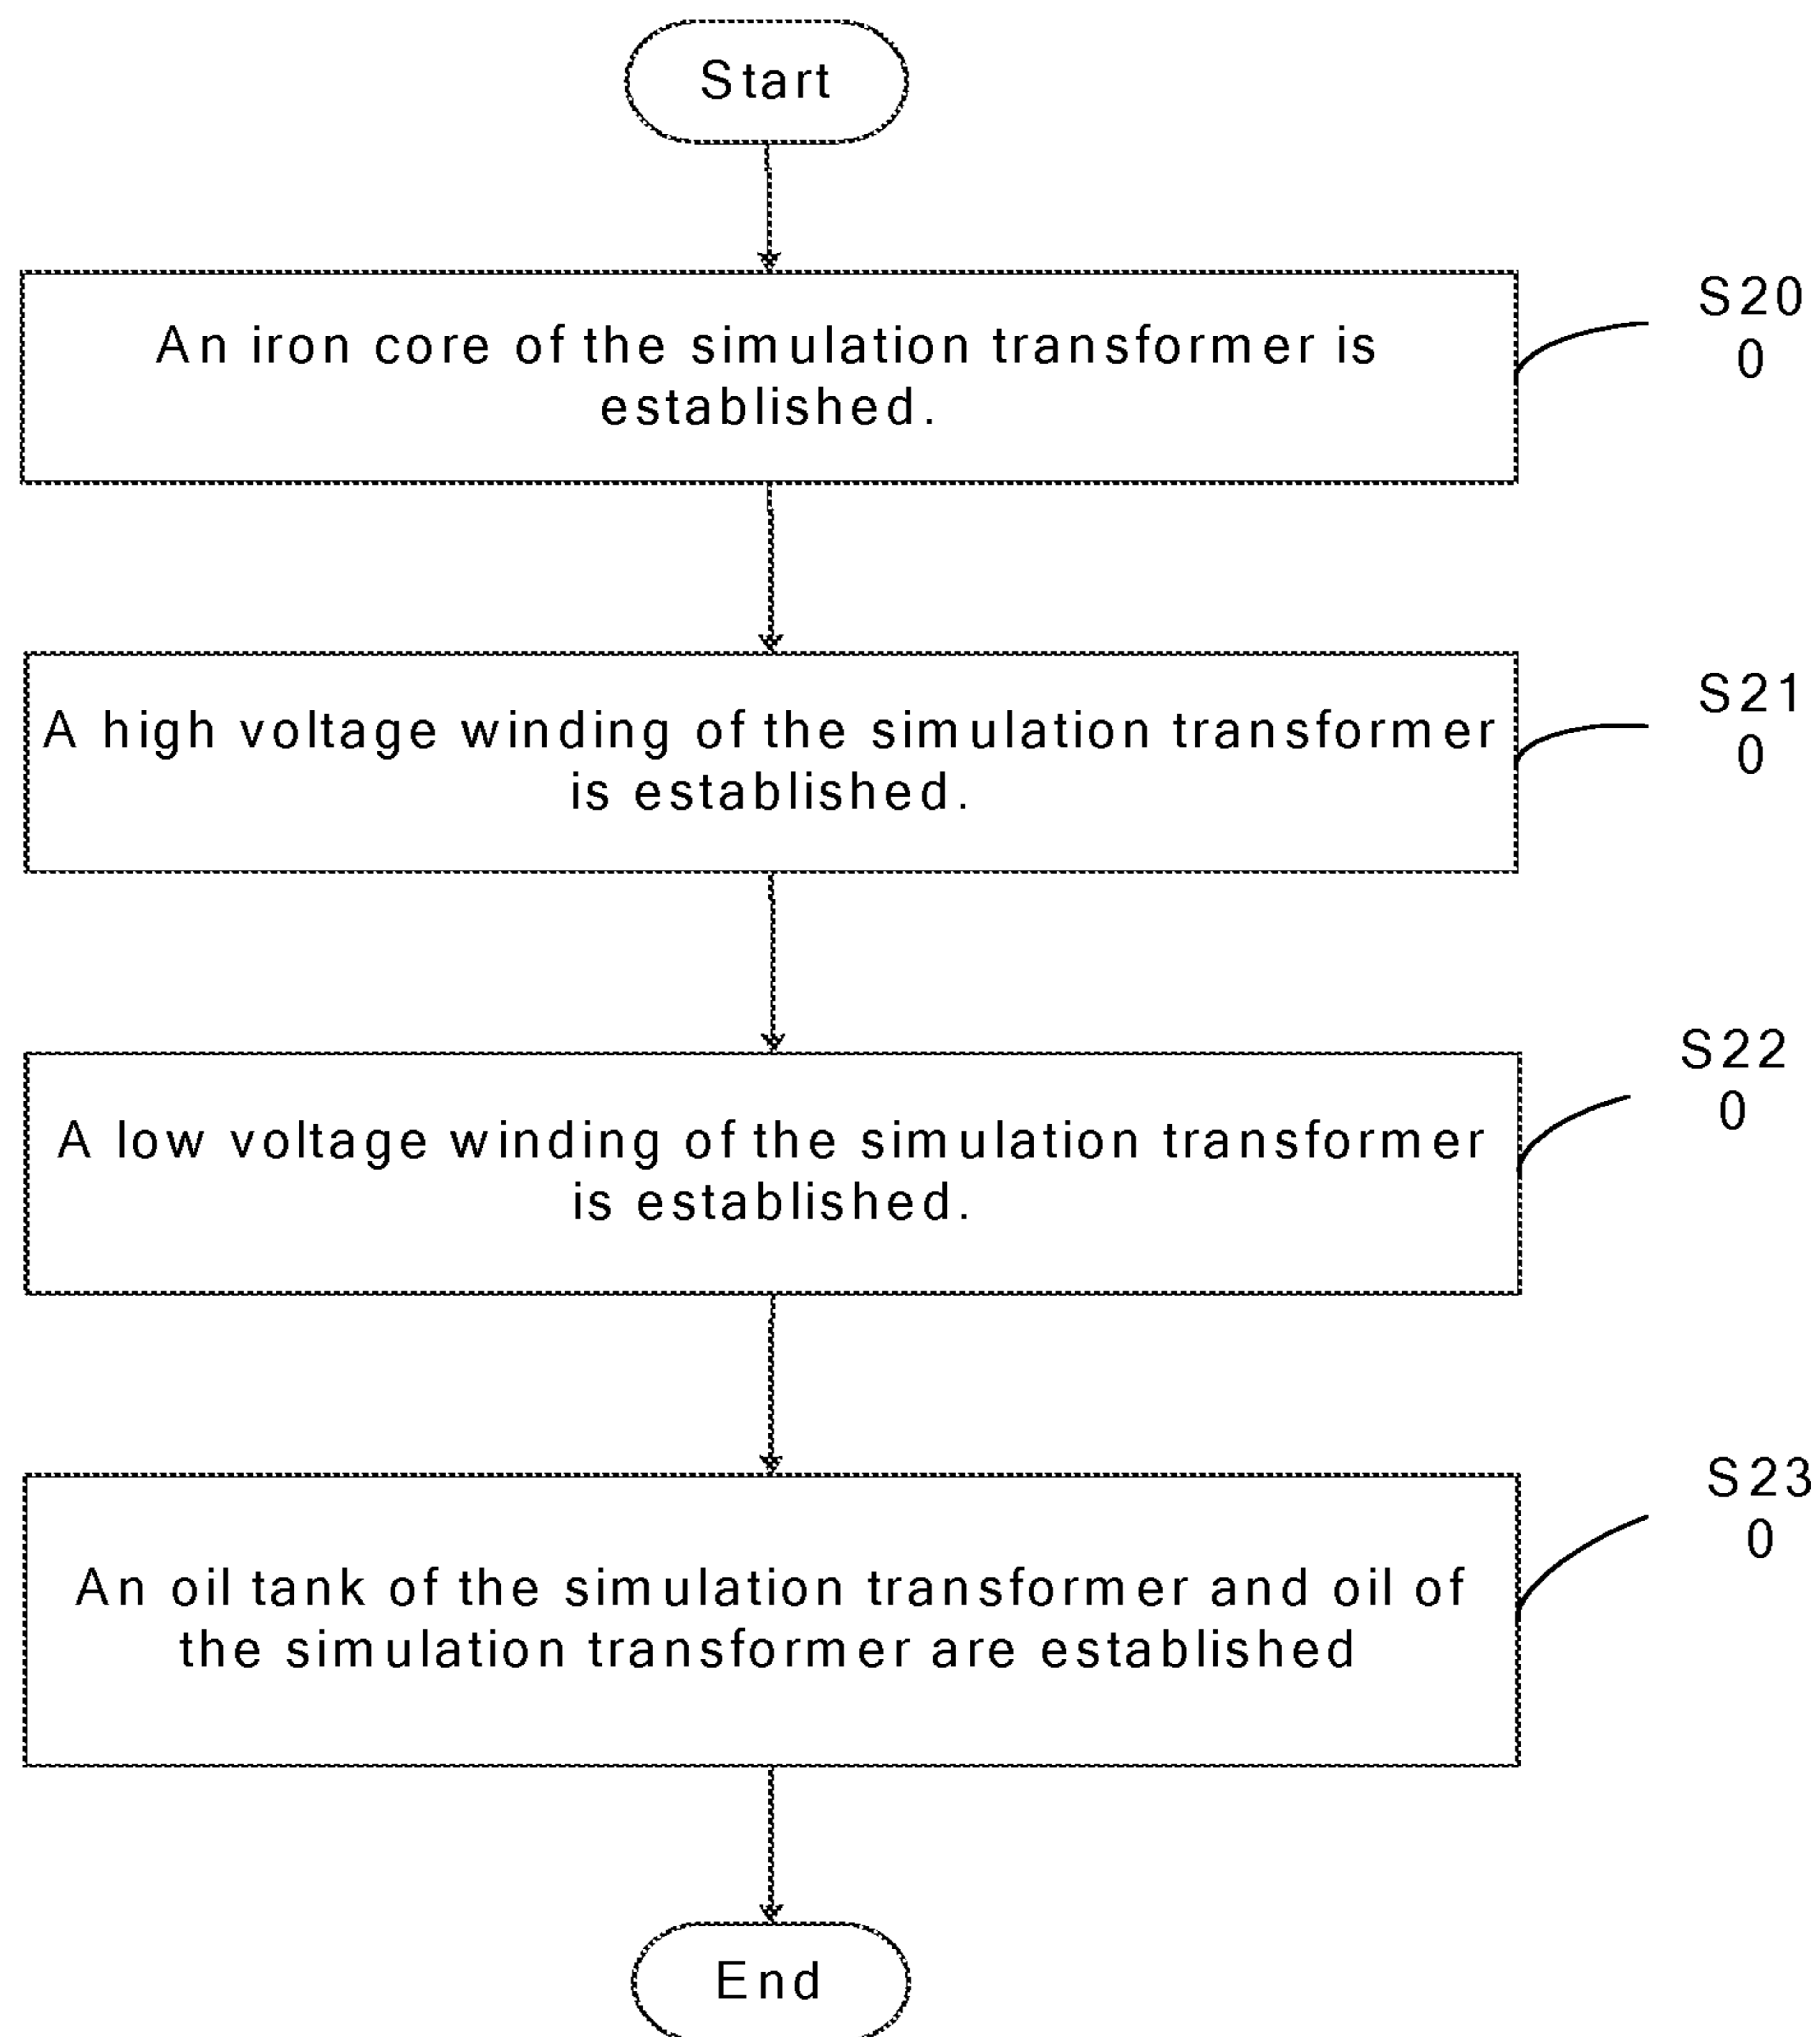 Start
An iron core of the simulation transformer is
established.
S20
0
A high voltage winding of the simulation transformer
is established.
S21
0
A low voltage winding of the simulation transformer
is established.
S22
0
An oil tank of the simulation transformer and oil of
the simulation transformer are established
S23
0
End